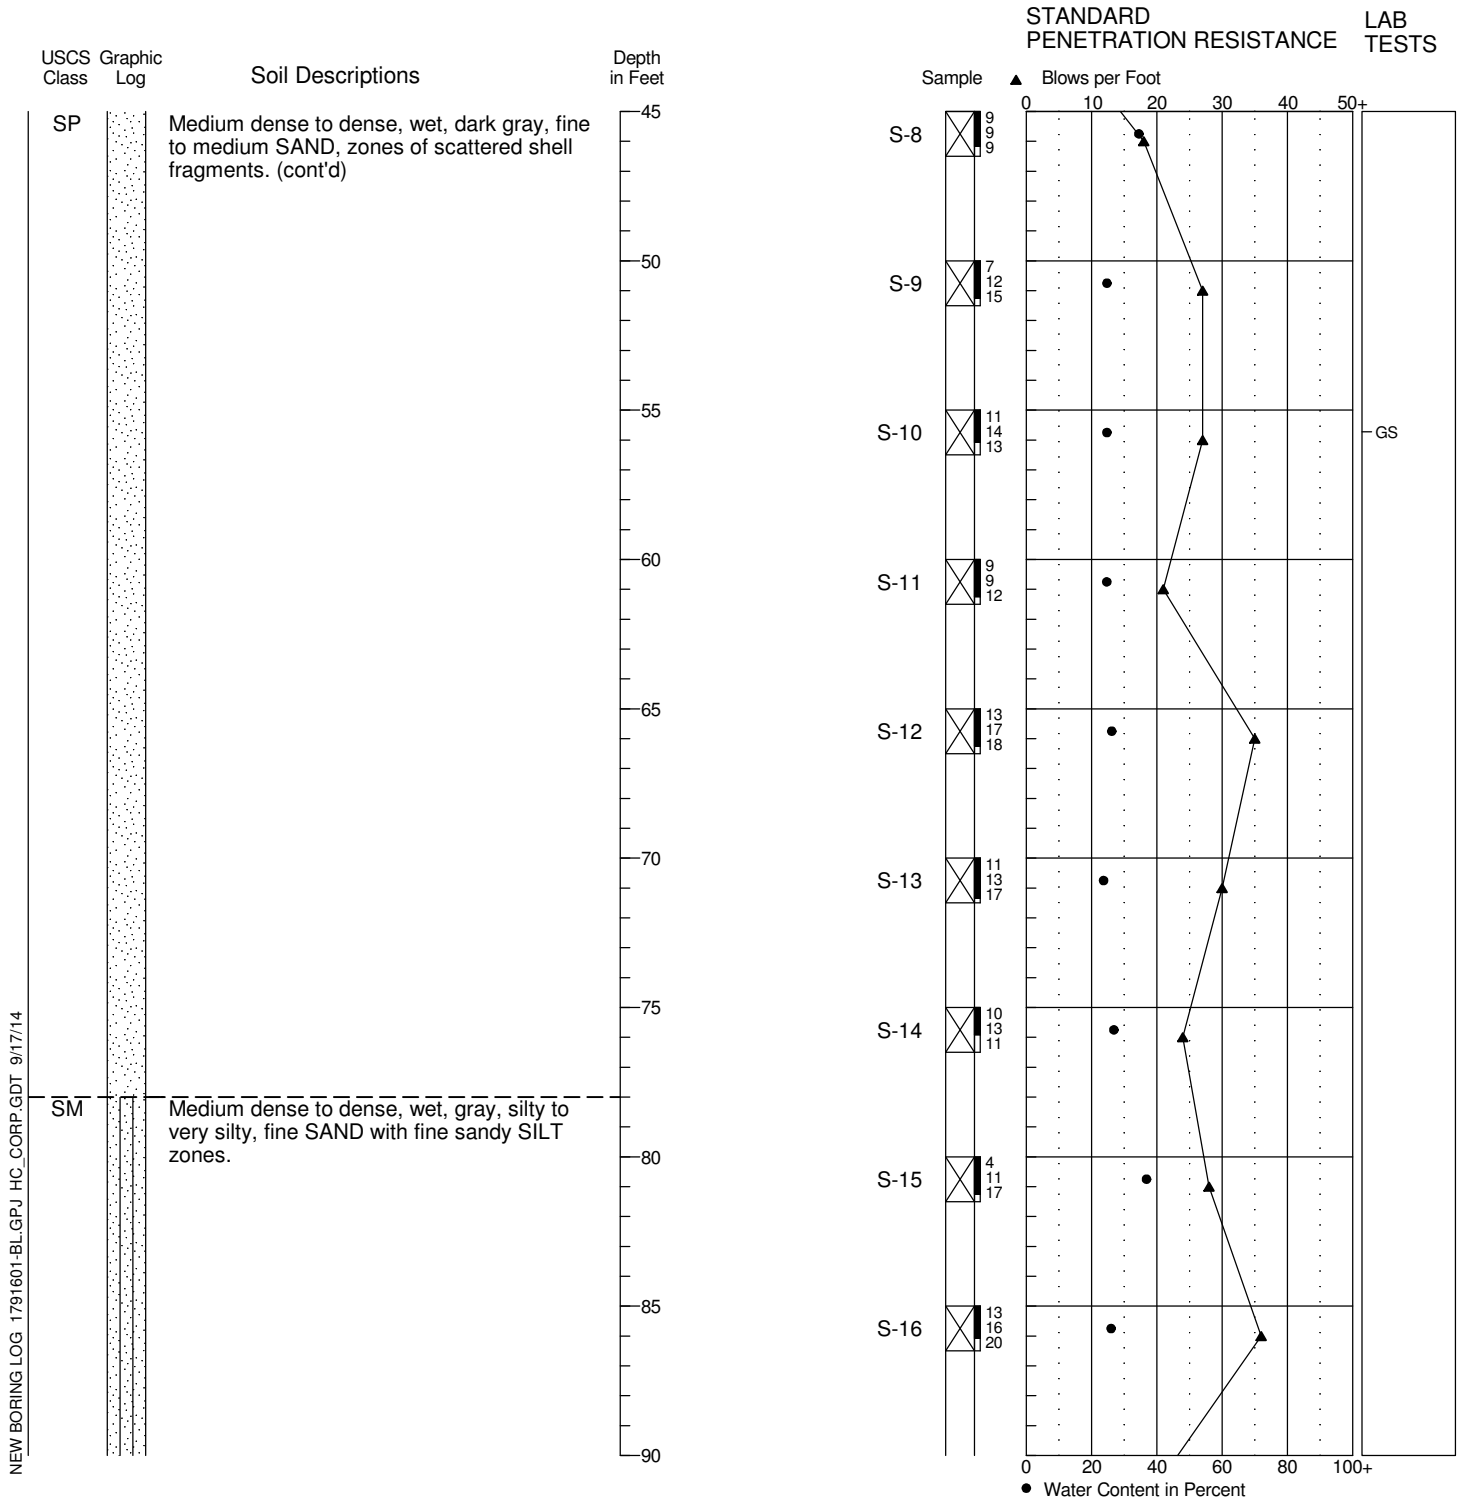 STANDARD
PENETRATION RESISTANCE
LAB
TESTS
USCS
Class
Graphic
Log
Soil Descriptions
Depth
in Feet
Sample
▲ Blows per Foot
0 10 20 30 40 50+
SP
Medium dense to dense, wet, dark gray, fine
to medium SAND, zones of scattered shell
fragments. (cont'd)
45
S-8
9
9
9
50
S-9
7
12
15
55
S-10
11
14
13
GS
60
S-11
9
9
12
65
S-12
13
17
18
70
S-13
11
13
17
75
S-14
10
13
11
SM
Medium dense to dense, wet, gray, silty to
very silty, fine SAND with fine sandy SILT
zones.
80
S-15
4
11
17
85
S-16
13
16
20
90
0 20 40 60 80 100+
● Water Content in Percent
NEW BORING LOG 1791601-BL.GPJ HC_CORP.GDT 9/17/14